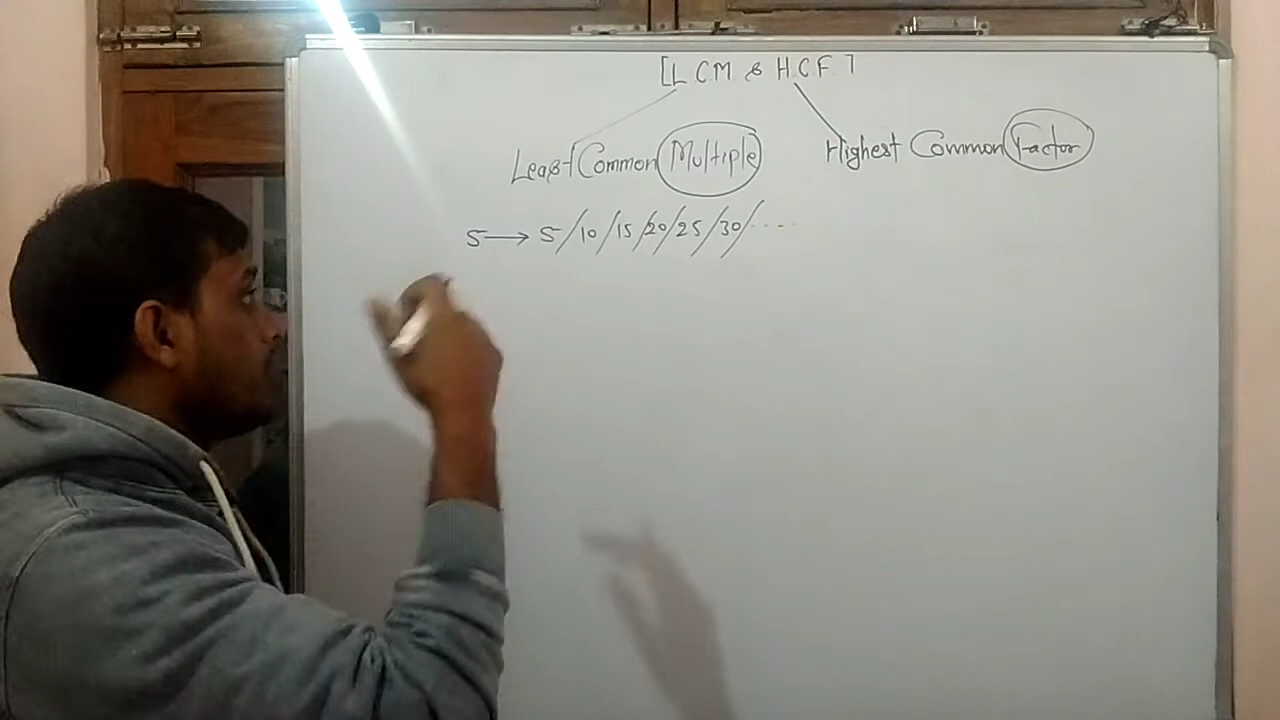 [LCM & HCF]
Least Common Multiple Highest Common Factor
5 → 5/10/15/20/25/30/....